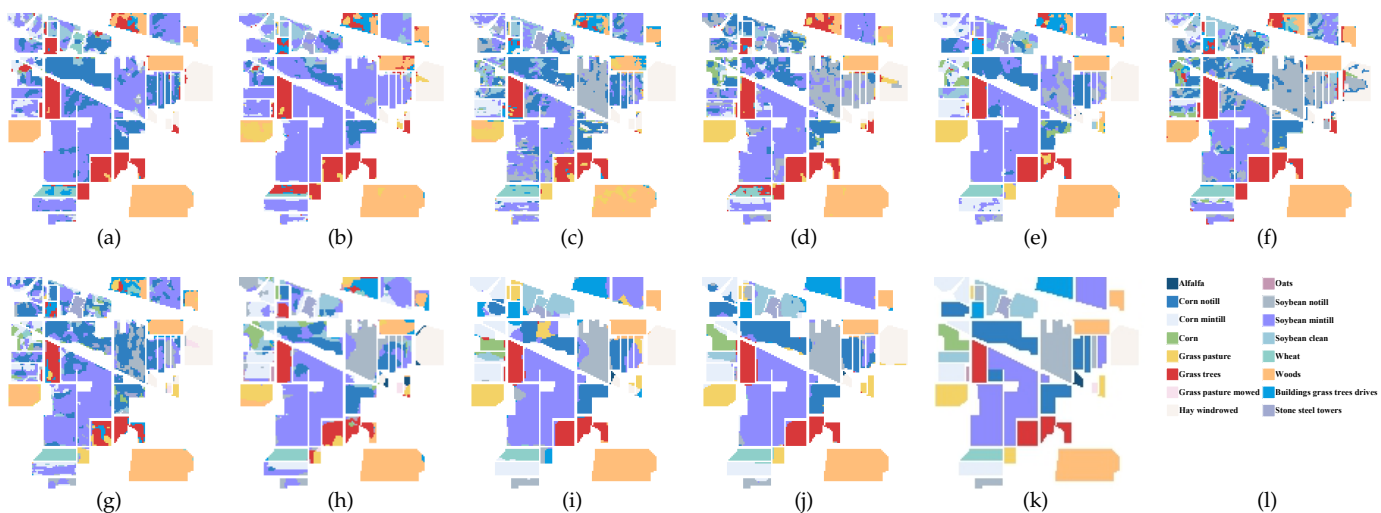 (a) (b) (c) (d) (e) (f)
Alfalfa Oats
Corn notill Soybean notill
Corn mintill Soybean mintill
Corn Soybean clean
Grass pasture Wheat
Grass trees Woods
Grass pasture mowed Buildings grass trees drives
Hay windrowed Stone steel towers
(g) (h) (i) (j) (k) (l)